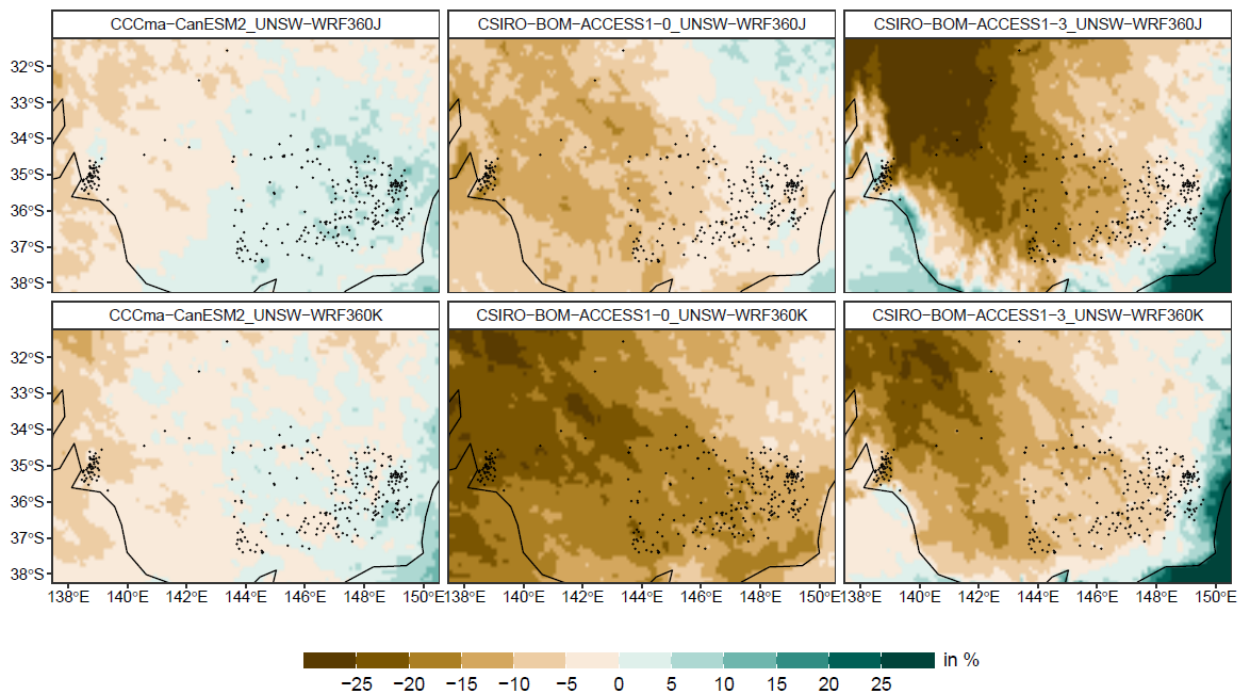 CCCma−CanESM2_UNSW−WRF360J
CSIRO−BOM−ACCESS1−0_UNSW−WRF360J
CSIRO−BOM−ACCESS1−3_UNSW−WRF360J
32°S
33°S
34°S
35°S
36°S
37°S
38°S
CCCma−CanESM2_UNSW−WRF360K
CSIRO−BOM−ACCESS1−0_UNSW−WRF360K
CSIRO−BOM−ACCESS1−3_UNSW−WRF360K
32°S
33°S
34°S
35°S
36°S
37°S
38°S
138°E 140°E 142°E 144°E 146°E 148°E 150°E
138°E 140°E 142°E 144°E 146°E 148°E 150°E
138°E 140°E 142°E 144°E 146°E 148°E 150°E
in %
−25 −20 −15 −10 −5 0 5 10 15 20 25